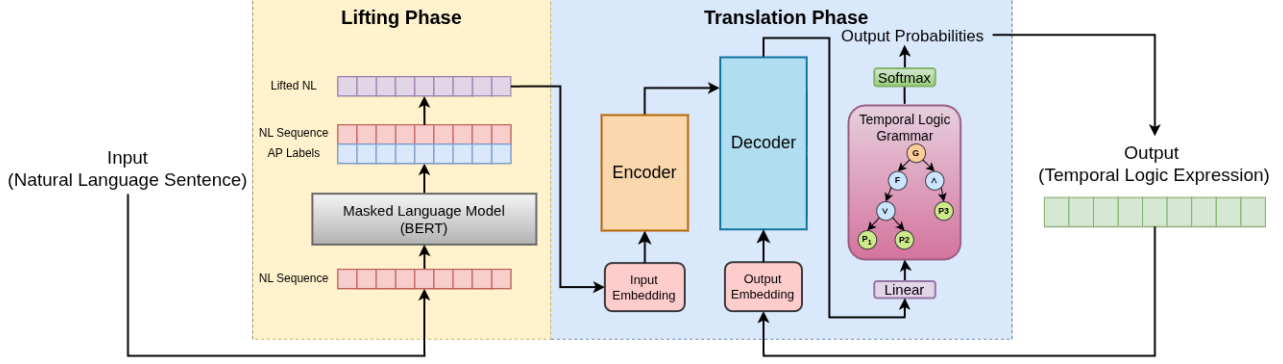 Lifting Phase
Translation Phase
Input
(Natural Language Sentence)
Lifted NL
NL Sequence
AP Labels
Masked Language Model
(BERT)
NL Sequence
Encoder
Input
Embedding
Decoder
Output
Embedding
Output Probabilities
Softmax
Temporal Logic
Grammar
G
F
∧
V
P3
P1
P2
Linear
Output
(Temporal Logic Expression)